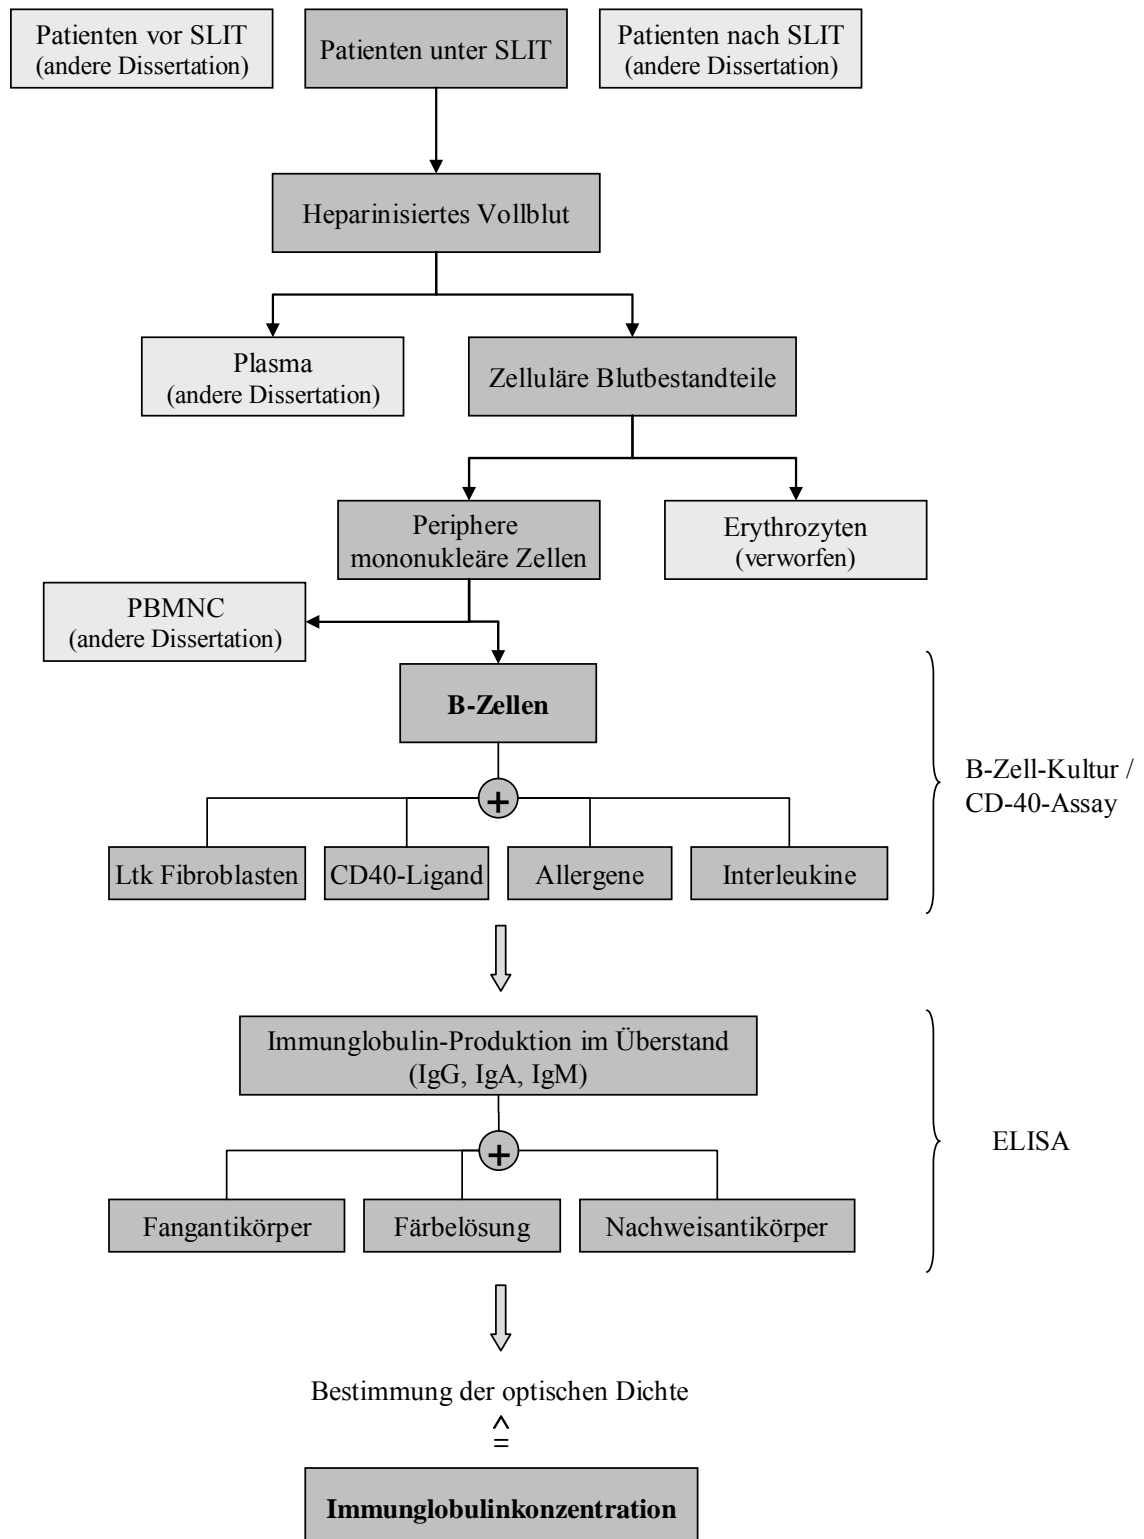 Patienten vor SLIT
(andere Dissertation)
Patienten unter SLIT
Patienten nach SLIT
(andere Dissertation)
Heparinisiertes Vollblut
Plasma
(andere Dissertation)
Zelluläre Blutbestandteile
Periphere
mononukleäre Zellen
Erythrozyten
(verworfen)
PBMNC
(andere Dissertation)
B-Zellen
+
Ltk Fibroblasten
CD40-Ligand
Allergene
Interleukine
B-Zell-Kultur /
CD-40-Assay
Immunglobulin-Produktion im Überstand
(IgG, IgA, IgM)
+
Fangantikörper
Färbelösung
Nachweisantikörper
ELISA
Bestimmung der optischen Dichte
≙
Immunglobulinkonzentration